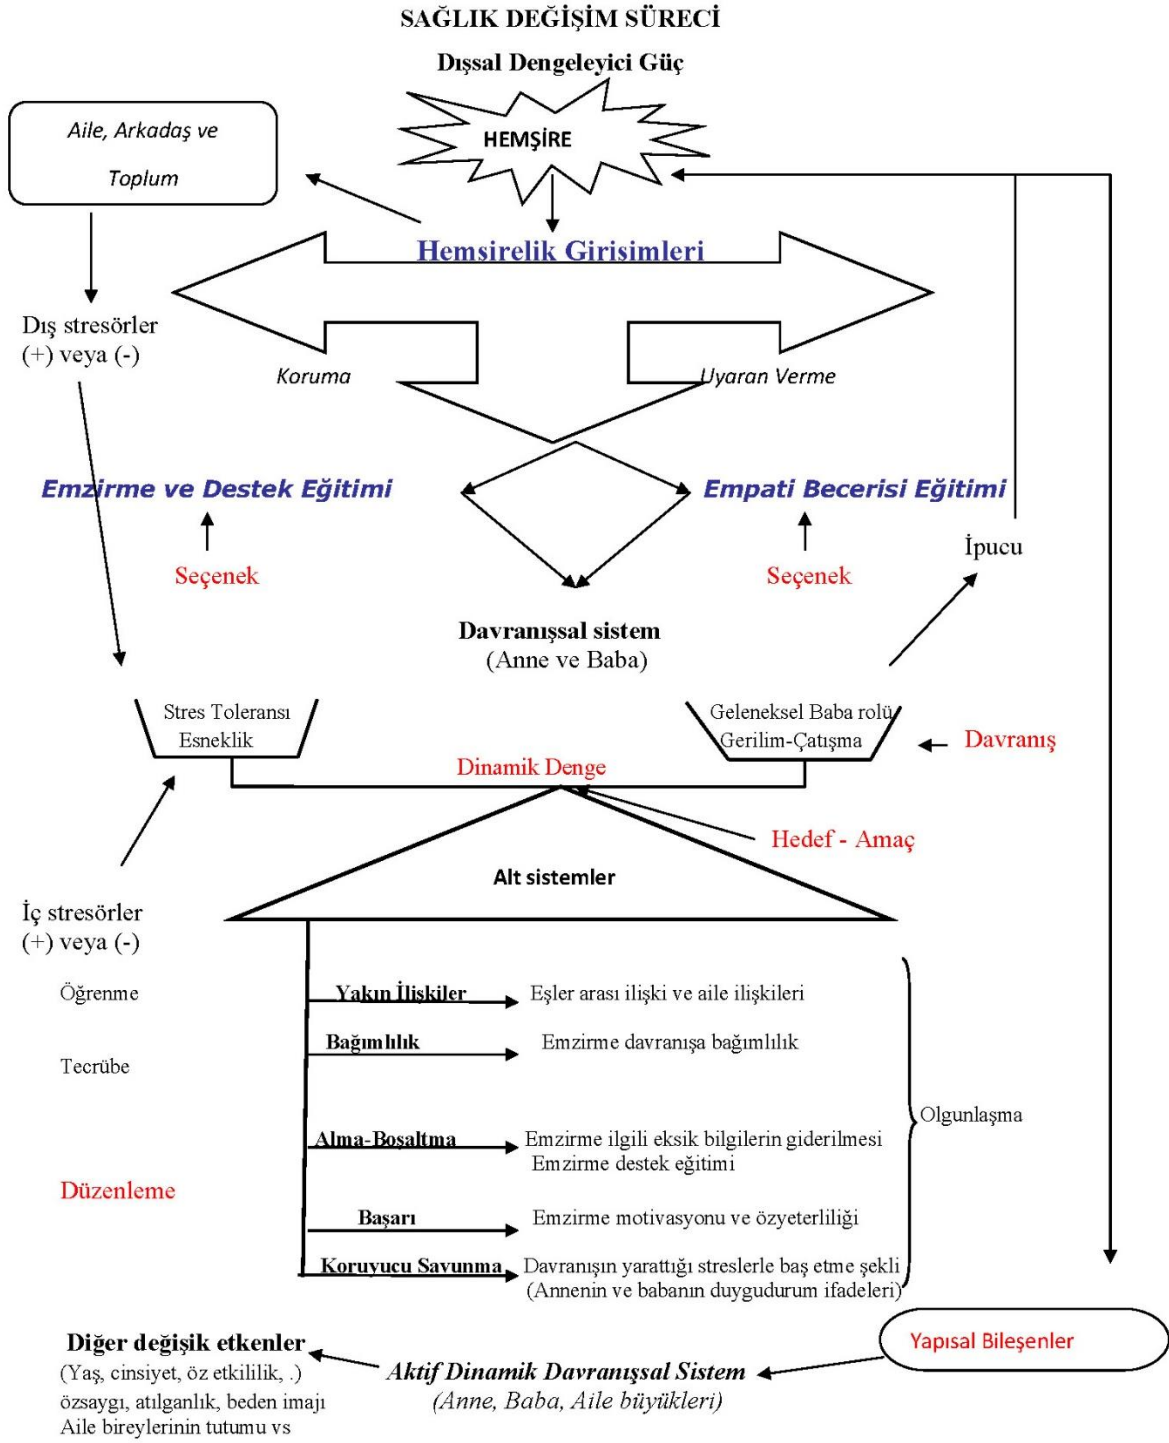 SAĞLIK DEĞİŞİM SÜRECİ
Dışsal Dengeleyici Güç
HEMŞİRE
Aile, Arkadaş ve
Toplum
Hemsirelik Girisimleri
Dış stresörler
(+) veya (-)
Koruma
Uyaran Verme
Emzirme ve Destek Eğitimi
Empati Becerisi Eğitimi
İpucu
Seçenek
Seçenek
Davranışsal sistem
(Anne ve Baba)
Stres Toleransı
Esneklik
Geleneksel Baba rolü
Gerilim-Çatışma
Davranış
Dinamik Denge
Hedef - Amaç
Alt sistemler
İç stresörler
(+) veya (-)
Öğrenme
Yakın İlişkiler
Eşler arası ilişki ve aile ilişkileri
Bağımlılık
Emzirme davranışa bağımlılık
Tecrübe
Olgunlaşma
Alma-Boşaltma
Emzirme ilgili eksik bilgilerin giderilmesi
Emzirme destek eğitimi
Düzenleme
Başarı
Emzirme motivasyonu ve özyeterliliği
Koruyucu Savunma
Davranışın yarattığı streslerle baş etme şekli
(Annenin ve babanın duygudurum ifadeleri)
Yapısal Bileşenler
Diğer değişik etkenler
(Yaş, cinsiyet, öz etkililik, .)
özsaygı, atılganlık, beden imajı
Aile bireylerinin tutumu vs
Aktif Dinamik Davranışsal Sistem
(Anne, Baba, Aile büyükleri)